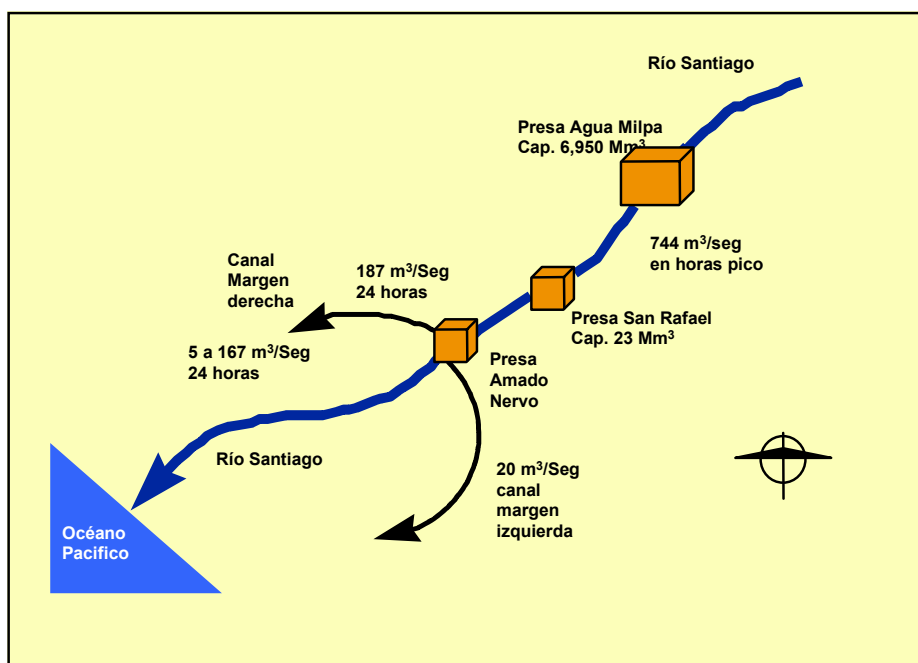 Río Santiago
Presa Agua Milpa
Cap. 6,950 Mm³
744 m³/seg
en horas pico
Canal
Margen
derecha
187 m³/Seg
24 horas
Presa San Rafael
Cap. 23 Mm³
5 a 167 m³/Seg
24 horas
Presa
Amado
Nervo
Río Santiago
20 m³/Seg
canal
margen
izquierda
Océano
Pacifico